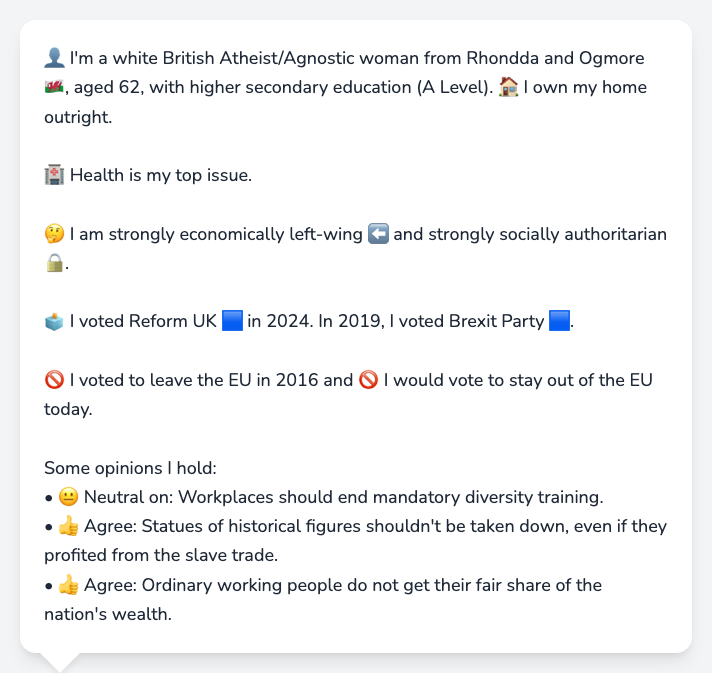 👤 I'm a white British Atheist/Agnostic woman from Rhondda and Ogmore
🏴󠁧󠁢󠁷󠁬󠁳󠁿, aged 62, with higher secondary education (A Level). 🏠 I own my home
outright.
🏥 Health is my top issue.
🤔 I am strongly economically left-wing ⬅️ and strongly socially authoritarian
🔒.
🗳️ I voted Reform UK 🟦 in 2024. In 2019, I voted Brexit Party 🟦.
🚫 I voted to leave the EU in 2016 and 🚫 I would vote to stay out of the EU
today.
Some opinions I hold:
• 😐 Neutral on: Workplaces should end mandatory diversity training.
• 👍 Agree: Statues of historical figures shouldn't be taken down, even if they
profited from the slave trade.
• 👍 Agree: Ordinary working people do not get their fair share of the
nation's wealth.